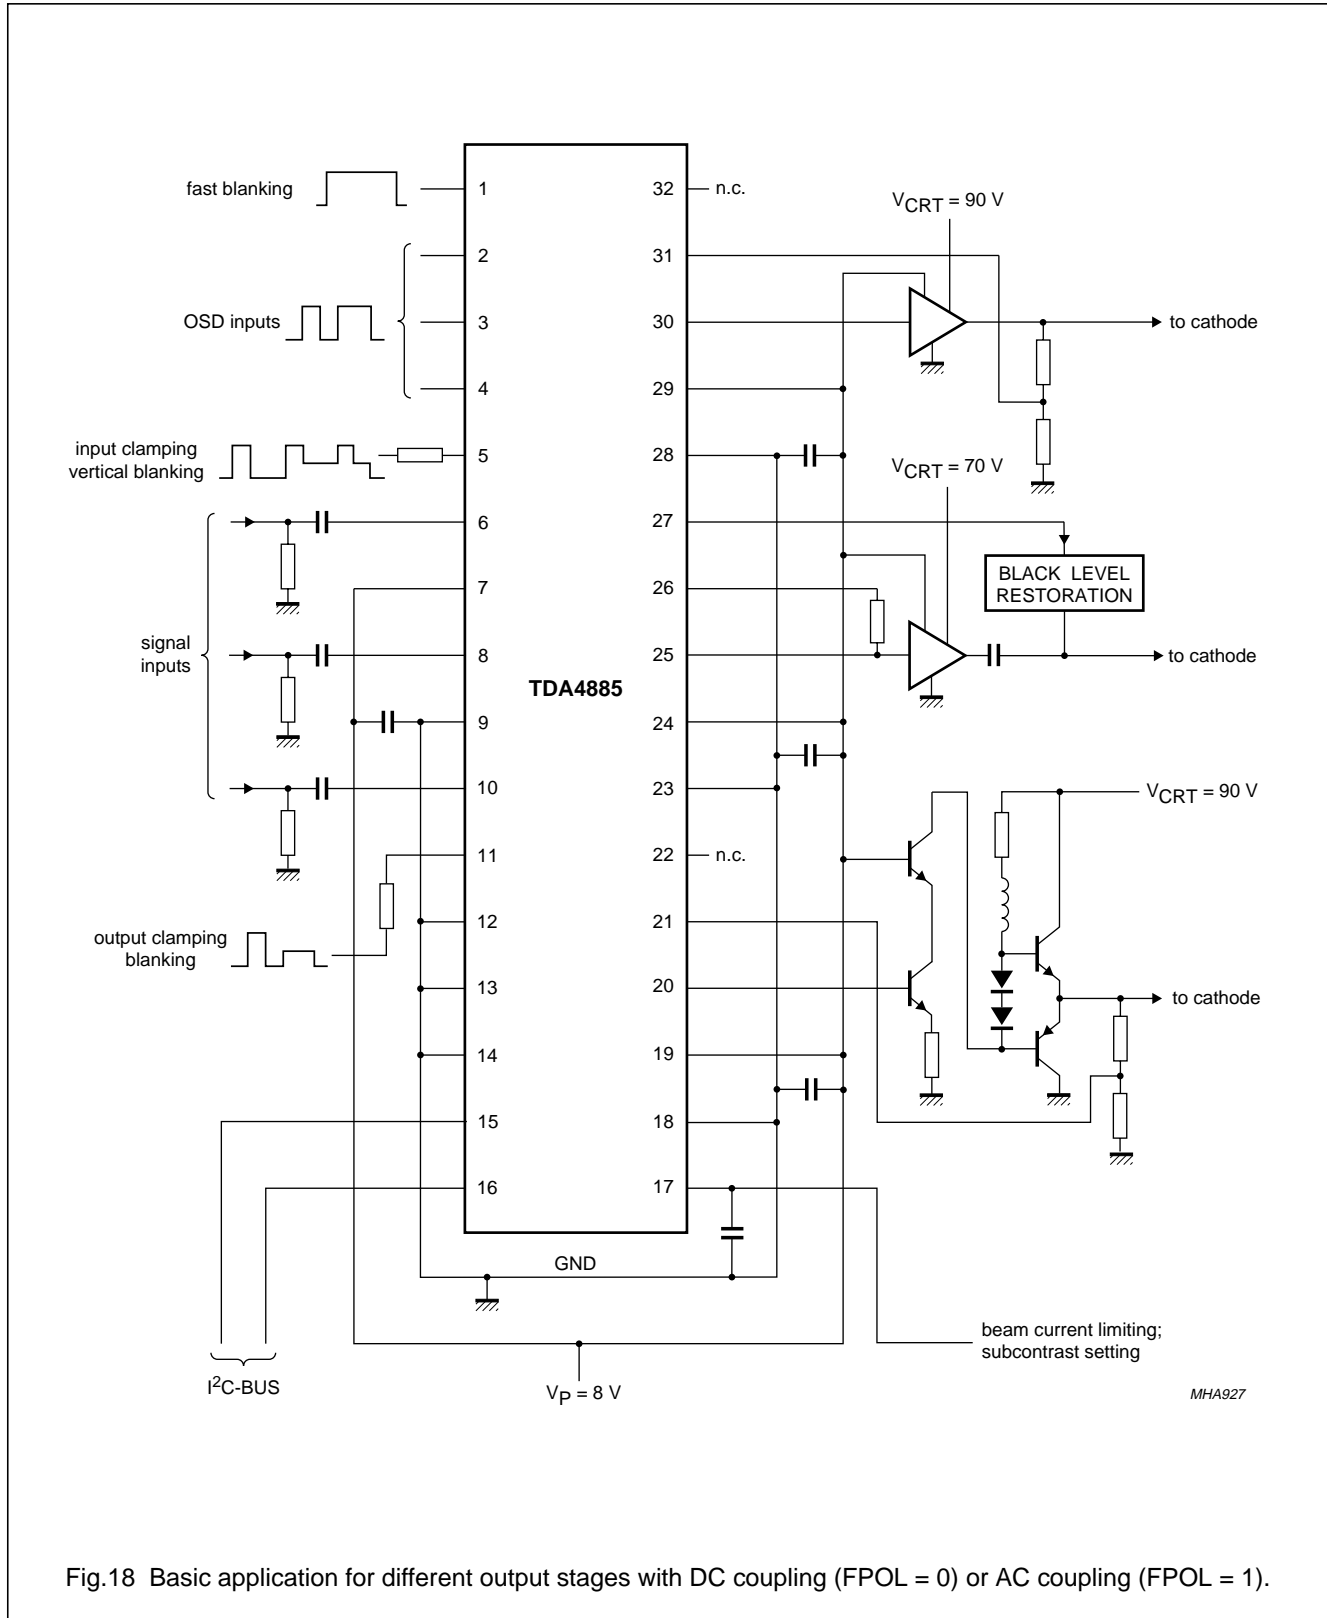 fast blanking
1
32
n.c.
V_CRT = 90 V
2
31
OSD inputs
3
30
to cathode
4
29
input clamping
vertical blanking
5
28
V_CRT = 70 V
6
27
BLACK LEVEL
RESTORATION
7
26
signal
inputs
8
25
to cathode
TDA4885
9
24
10
23
V_CRT = 90 V
11
22
n.c.
output clamping
blanking
12
21
13
20
to cathode
14
19
15
18
16
17
GND
beam current limiting;
subcontrast setting
I²C-BUS
V_P = 8 V
MHA927
Fig.18 Basic application for different output stages with DC coupling (FPOL = 0) or AC coupling (FPOL = 1).